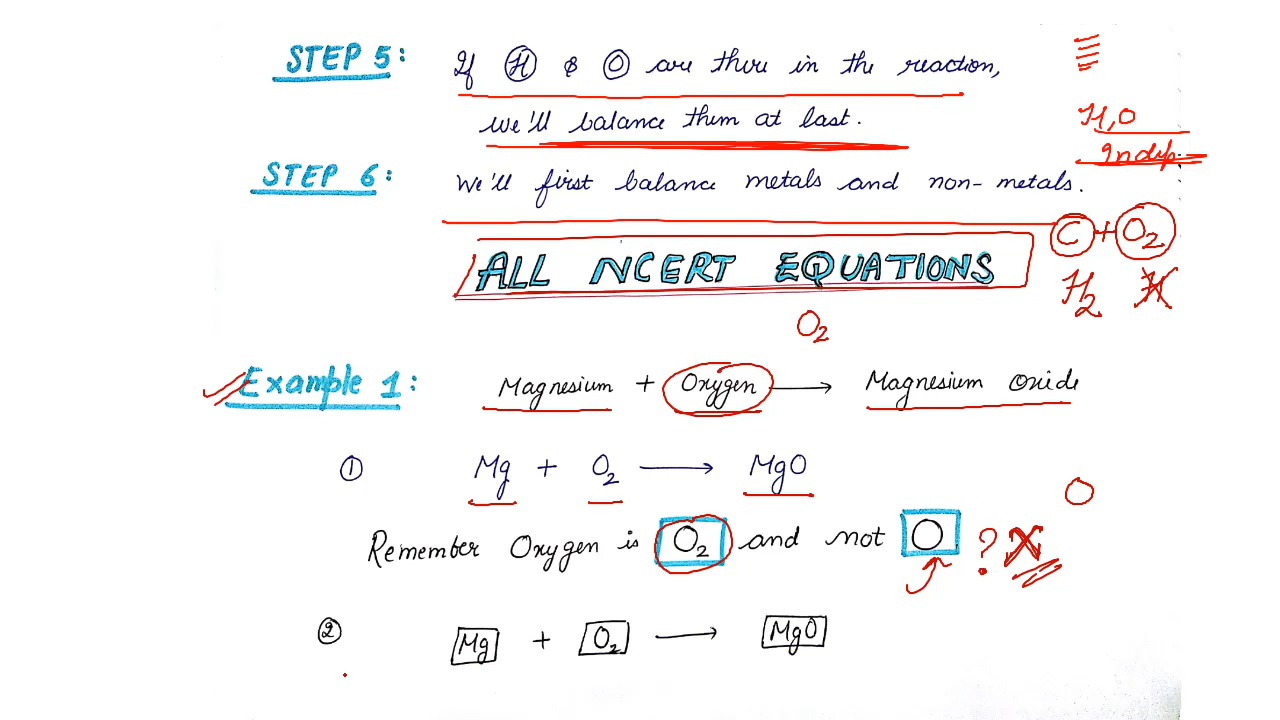 STEP 5: If H & O are there in the reaction,
we'll balance them at last.
H, O
Indep.
STEP 6: We'll first balance metals and non-metals.
C + O2
H2 H
ALL NCERT EQUATIONS
O2
Example 1: Magnesium + Oxygen → Magnesium Oxide
① Mg + O2 → MgO
O
Remember Oxygen is O2 and not O ?
② Mg + O2 → MgO